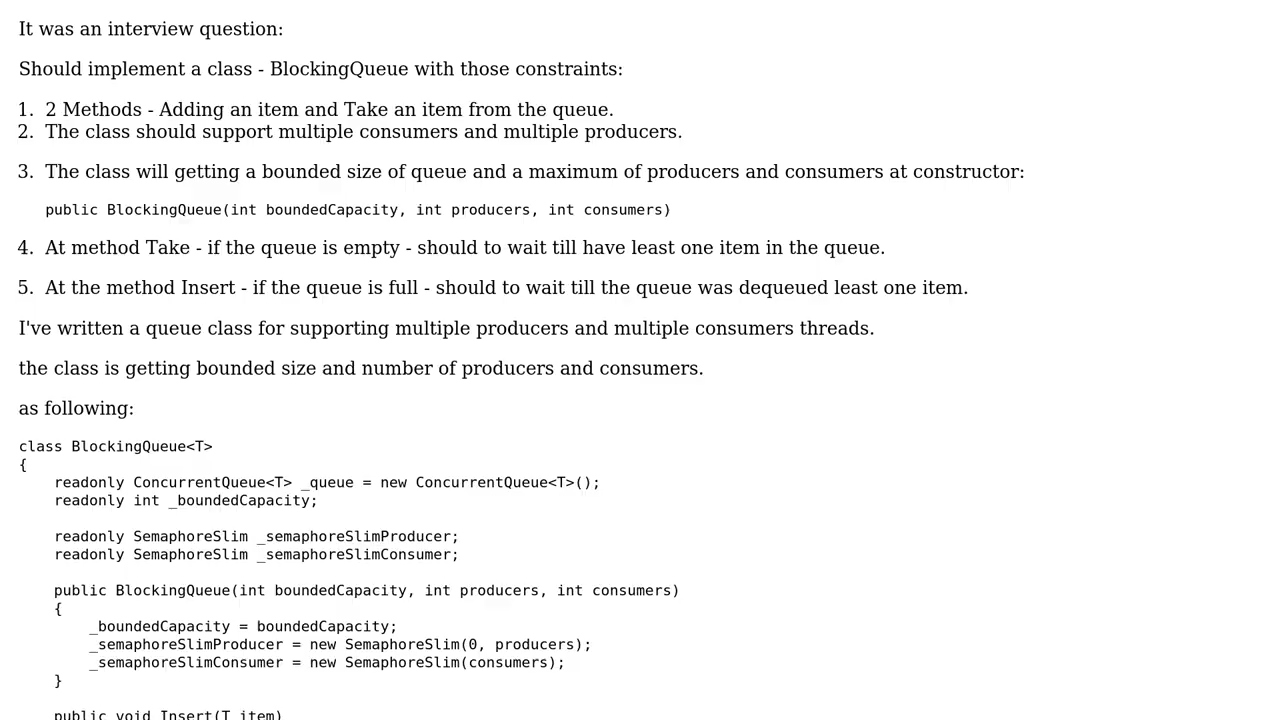 It was an interview question:
Should implement a class - BlockingQueue with those constraints:
1. 2 Methods - Adding an item and Take an item from the queue.
2. The class should support multiple consumers and multiple producers.
3. The class will getting a bounded size of queue and a maximum of producers and consumers at constructor:
public BlockingQueue(int boundedCapacity, int producers, int consumers)
4. At method Take - if the queue is empty - should to wait till have least one item in the queue.
5. At the method Insert - if the queue is full - should to wait till the queue was dequeued least one item.
I've written a queue class for supporting multiple producers and multiple consumers threads.
the class is getting bounded size and number of producers and consumers.
as following:
class BlockingQueue<T>
{
    readonly ConcurrentQueue<T> _queue = new ConcurrentQueue<T>();
    readonly int _boundedCapacity;
    readonly SemaphoreSlim _semaphoreSlimProducer;
    readonly SemaphoreSlim _semaphoreSlimConsumer;
    public BlockingQueue(int boundedCapacity, int producers, int consumers)
    {
        _boundedCapacity = boundedCapacity;
        _semaphoreSlimProducer = new SemaphoreSlim(0, producers);
        _semaphoreSlimConsumer = new SemaphoreSlim(consumers);
    }
    public void Insert(T item)